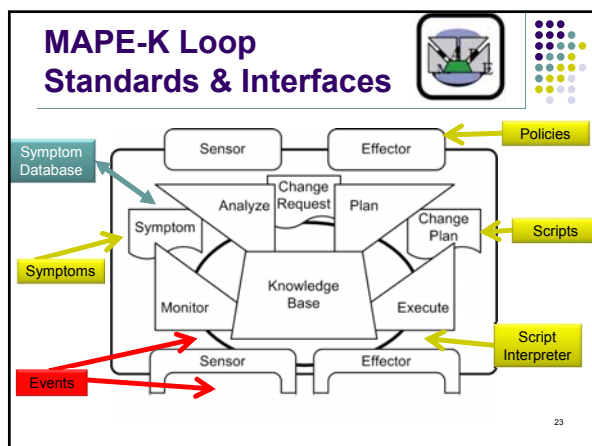 MAPE-K Loop
Standards & Interfaces
E
Policies
Symptom
Database
Sensor
Effector
Analyze
Change
Request
Plan
Symptom
Change
Plan
Scripts
Symptoms
Knowledge
Base
Monitor
Execute
Script
Interpreter
Sensor
Effector
Events
23